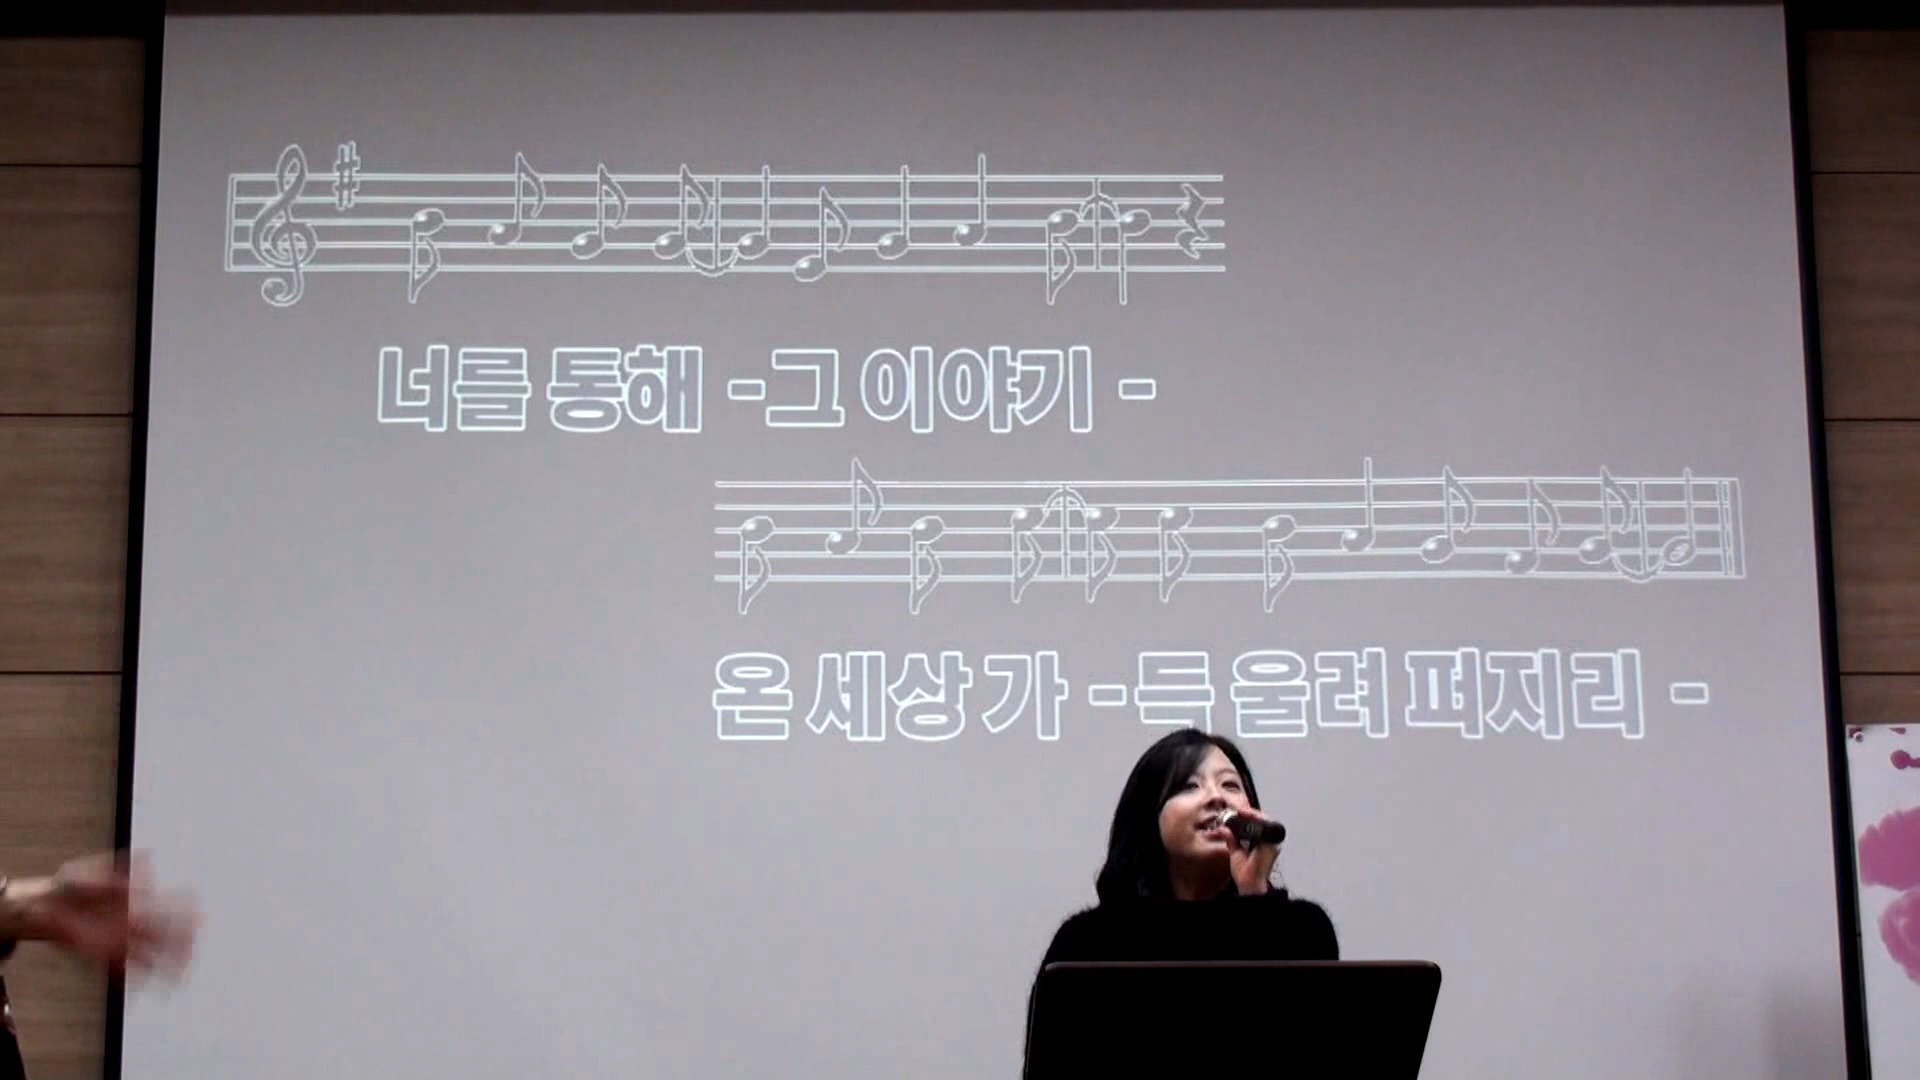 너를 통해 -그 이야기 -
온 세상 가 -득 울려 퍼지리 -